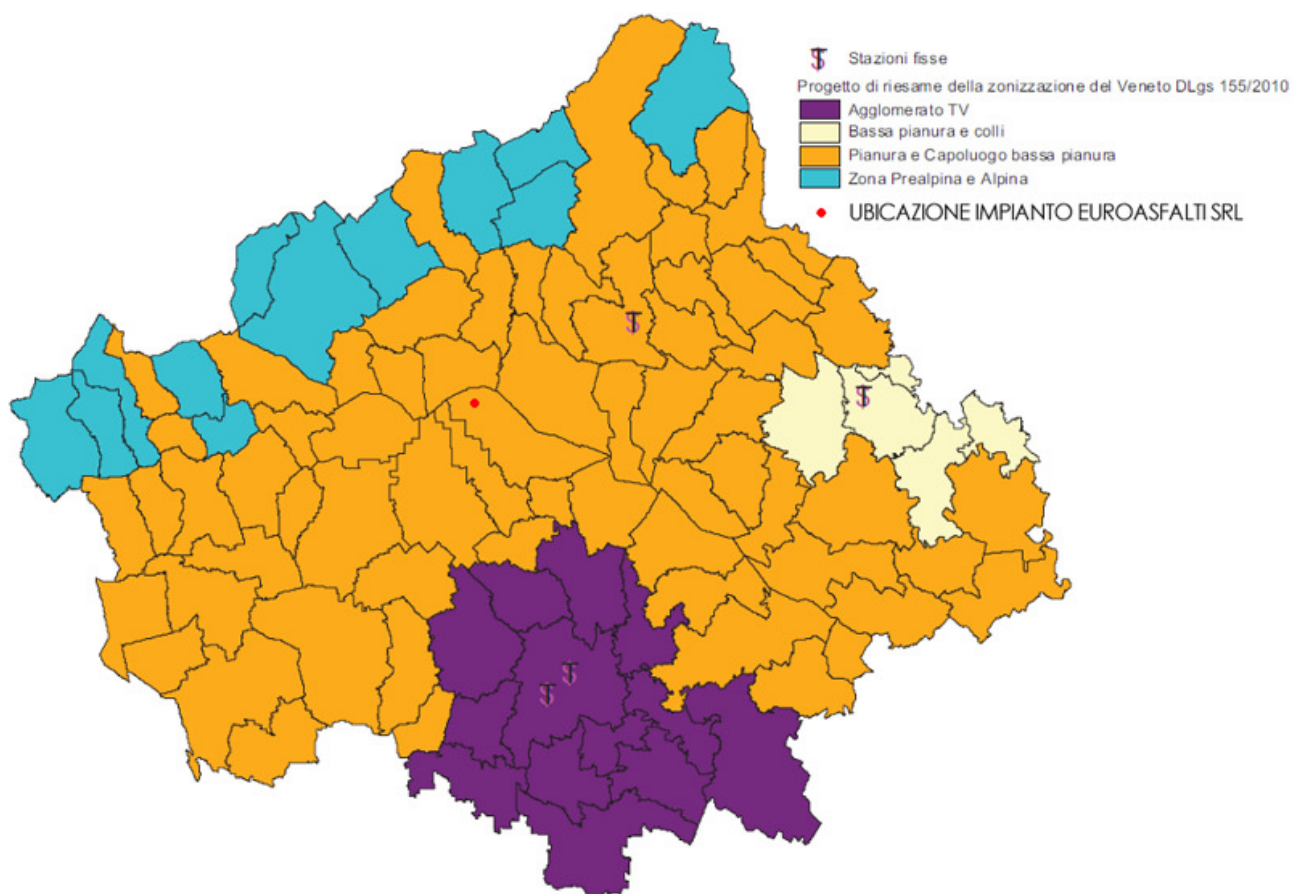 Stazioni fisse
Progetto di riesame della zonizzazione del Veneto DLgs 155/2010
Agglomerato TV
Bassa pianura e colli
Pianura e Capoluogo bassa pianura
Zona Prealpina e Alpina
UBICAZIONE IMPIANTO EUROASFALTI SRL